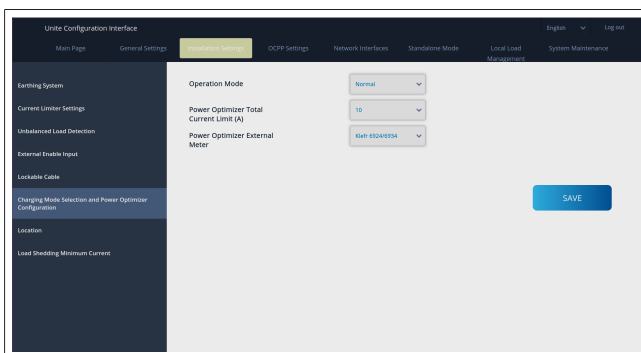 Unite Configuration Interface
English
Log out
Main Page
General Settings
Installation Settings
OCPP Settings
Network Interfaces
Standalone Mode
Local Load
Management
System Maintenance
Earthing System
Current Limiter Settings
Unbalanced Load Detection
External Enable Input
Lockable Cable
Charging Mode Selection and Power Optimizer
Configuration
Location
Load Shedding Minimum Current
Operation Mode
Normal
Power Optimizer Total
Current Limit (A)
10
Power Optimizer External
Meter
Klefr 6924/6934
SAVE